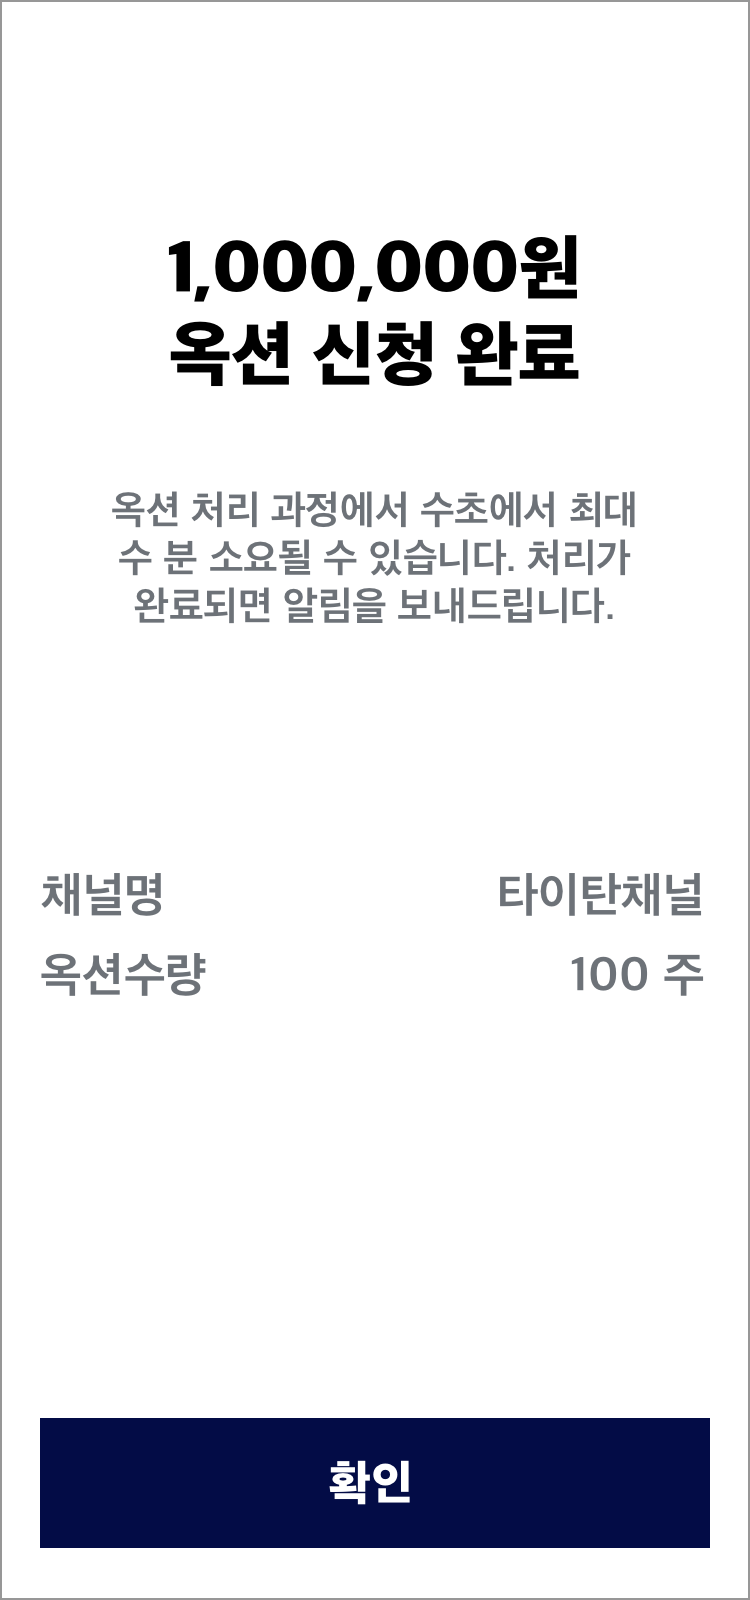 1,000,000원
옥션 신청 완료
옥션 처리 과정에서 수초에서 최대
수 분 소요될 수 있습니다. 처리가
완료되면 알림을 보내드립니다.
채널명 타이탄채널
옥션수량 100 주
확인